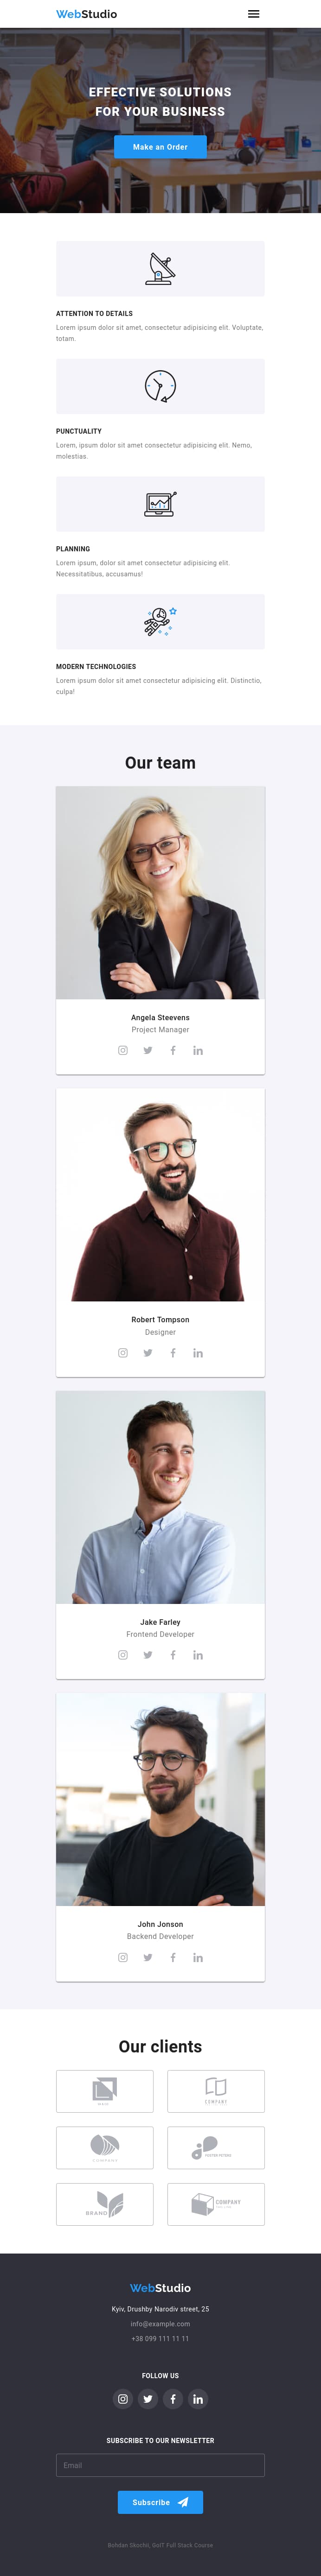 WebStudio
EFFECTIVE SOLUTIONS
FOR YOUR BUSINESS
Make an Order
ATTENTION TO DETAILS
Lorem ipsum dolor sit amet, consectetur adipisicing elit. Voluptate,
totam.
PUNCTUALITY
Lorem, ipsum dolor sit amet consectetur adipisicing elit. Nemo,
molestias.
PLANNING
Lorem ipsum, dolor sit amet consectetur adipisicing elit.
Necessitatibus, accusamus!
MODERN TECHNOLOGIES
Lorem ipsum dolor sit amet consectetur adipisicing elit. Distinctio,
culpa!
Our team
Angela Steevens
Project Manager
Robert Tompson
Designer
Jake Farley
Frontend Developer
John Jonson
Backend Developer
Our clients
COMPANY
COMPANY
BRAND
COMPANY
WebStudio
Kyiv, Drushby Narodiv street, 25
info@example.com
+38 099 111 11 11
FOLLOW US
SUBSCRIBE TO OUR NEWSLETTER
Email
Subscribe
Bohdan Skochii, GoIT Full Stack Course